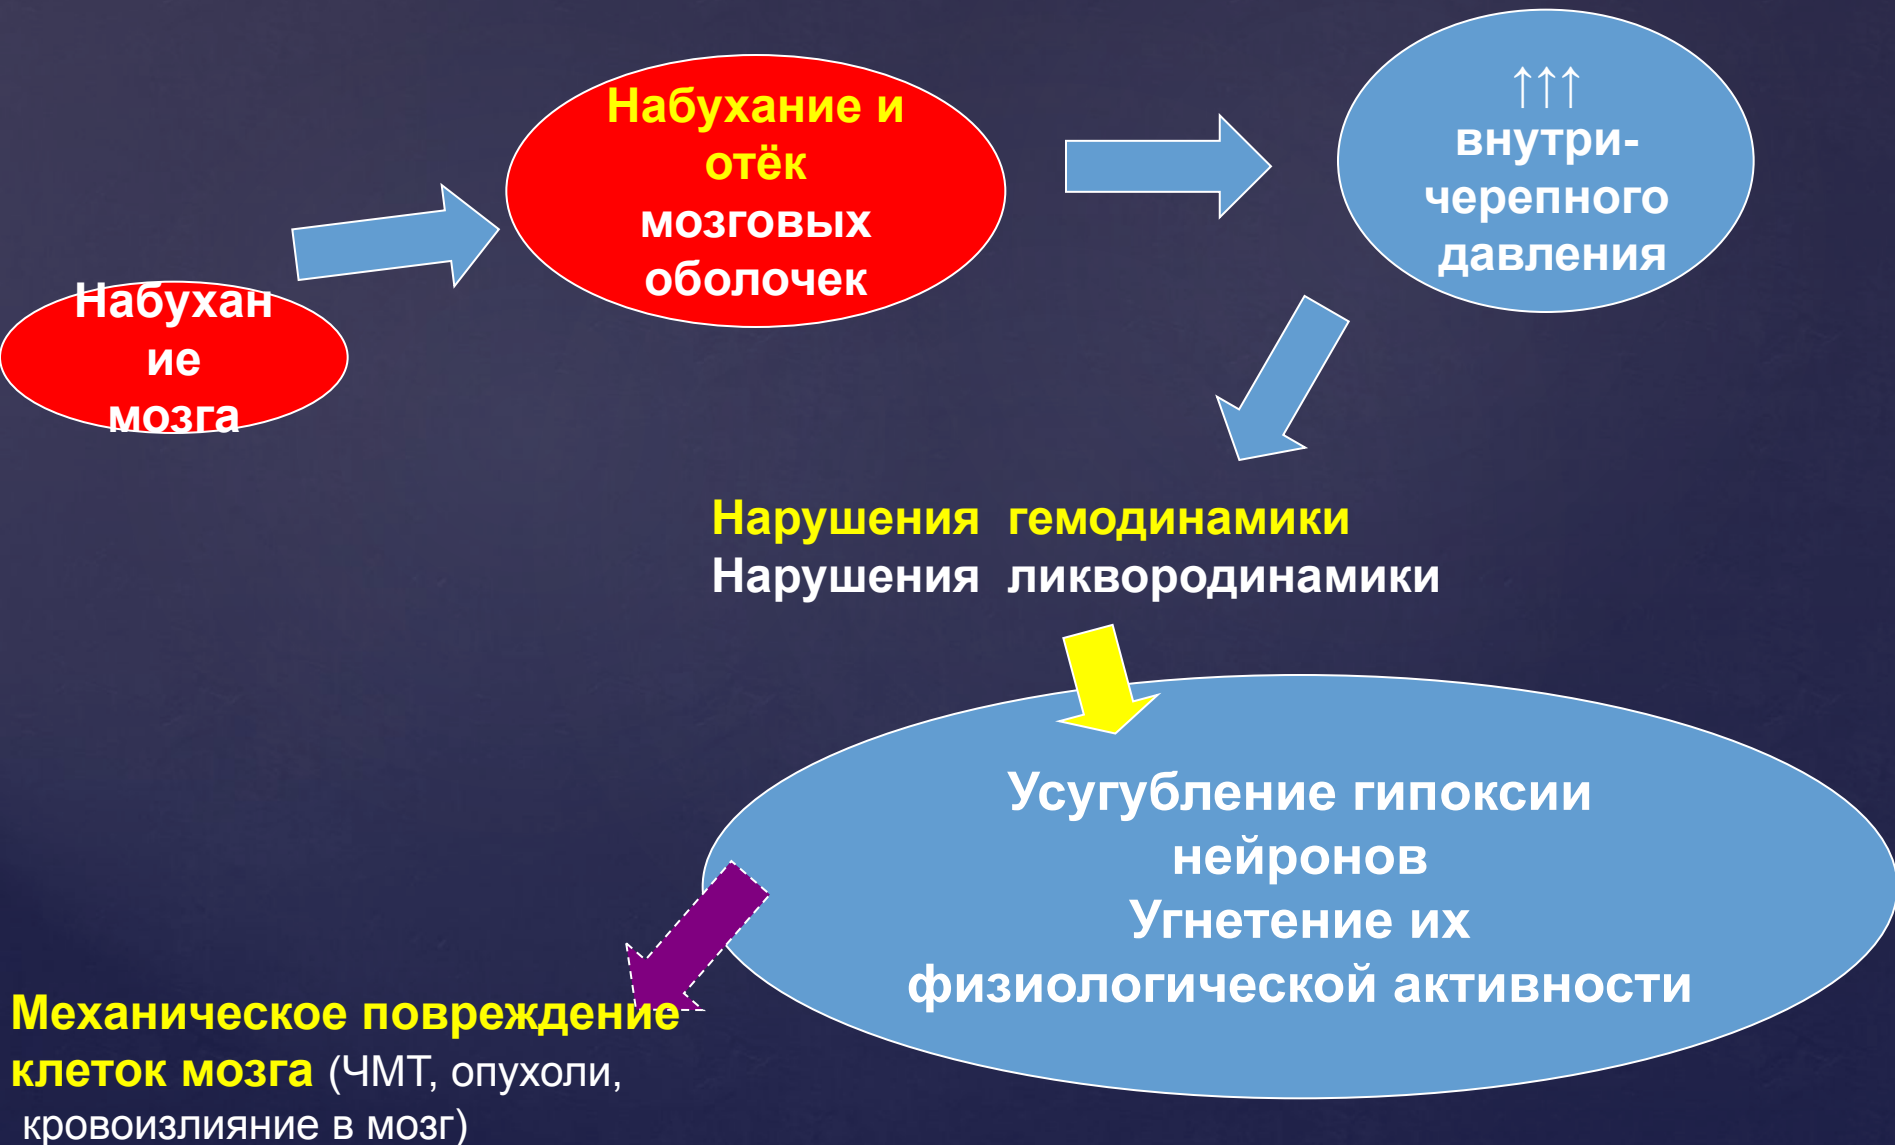 Набухание и
отёк
мозговых
оболочек
↑↑↑
внутри-
черепного
давления
Набухан
ие
мозга
Нарушения гемодинамики
Нарушения ликвородинамики
Усугубление гипоксии
нейронов
Угнетение их
физиологической активности
Механическое повреждение
клеток мозга (ЧМТ, опухоли,
кровоизлияние в мозг)